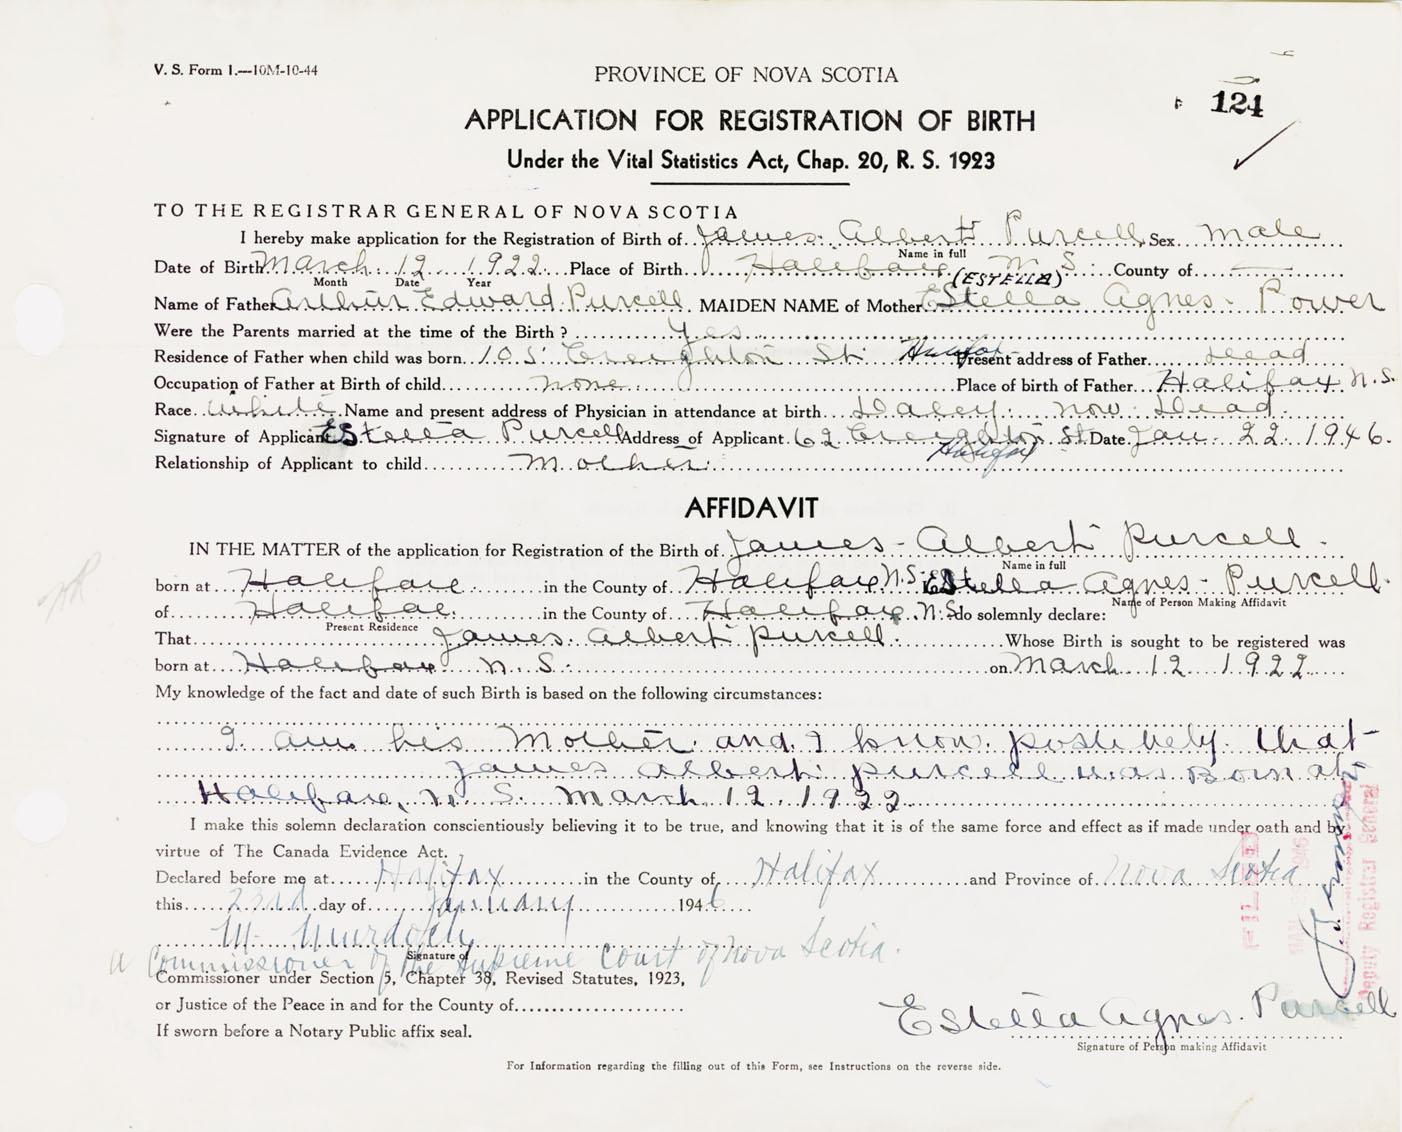 V. S. Form 1.—10M-10-44
PROVINCE OF NOVA SCOTIA
124
APPLICATION FOR REGISTRATION OF BIRTH
Under the Vital Statistics Act, Chap. 20, R. S. 1923
TO THE REGISTRAR GENERAL OF NOVA SCOTIA
I hereby make application for the Registration of Birth of James Albert Purcell Sex Male
Name in full
Date of Birth March 12 1922 Place of Birth Halifax N. S. County of
Month Date Year
(ESTELLA)
Name of Father Arthur Edward Purcell MAIDEN NAME of Mother Estella Agnes Power
Were the Parents married at the time of the Birth? Yes
Residence of Father when child was born 105 Creighton St. Halifax Present address of Father Dead
Occupation of Father at Birth of child none Place of birth of Father Halifax N.S.
Race White Name and present address of Physician in attendance at birth Daley now Dead
Signature of Applicant Estella Purcell Address of Applicant 62 Creighton St. Date Jan 22 1946.
Halifax
Relationship of Applicant to child Mother
AFFIDAVIT
IN THE MATTER of the application for Registration of the Birth of James - Albert Purcell
Name in full
born at Halifax in the County of Halifax N.S. Estella Agnes - Purcell
Name of Person Making Affidavit
of Halifax in the County of Halifax N.S. do solemnly declare:
Present Residence
That James Albert Purcell Whose Birth is sought to be registered was
born at Halifax N. S. on March 12 1922
My knowledge of the fact and date of such Birth is based on the following circumstances:
I am his Mother and I know postively that
James Albert Purcell was Born at
Halifax, N. S. March 12 1922
I make this solemn declaration conscientiously believing it to be true, and knowing that it is of the same force and effect as if made under oath and by
virtue of The Canada Evidence Act.
Declared before me at Halifax in the County of Halifax and Province of Nova Scotia
this 22nd day of January 1946
M. Murdoch
a Commissioner of the Supreme Court of Nova Scotia.
Signature of
Commissioner under Section 5, Chapter 38, Revised Statutes, 1923,
or Justice of the Peace in and for the County of
If sworn before a Notary Public affix seal.
Estella Agnes Purcell
Signature of Person making Affidavit
FILED
Deputy Registrar General
For Information regarding the filling out of this Form, see Instructions on the reverse side.